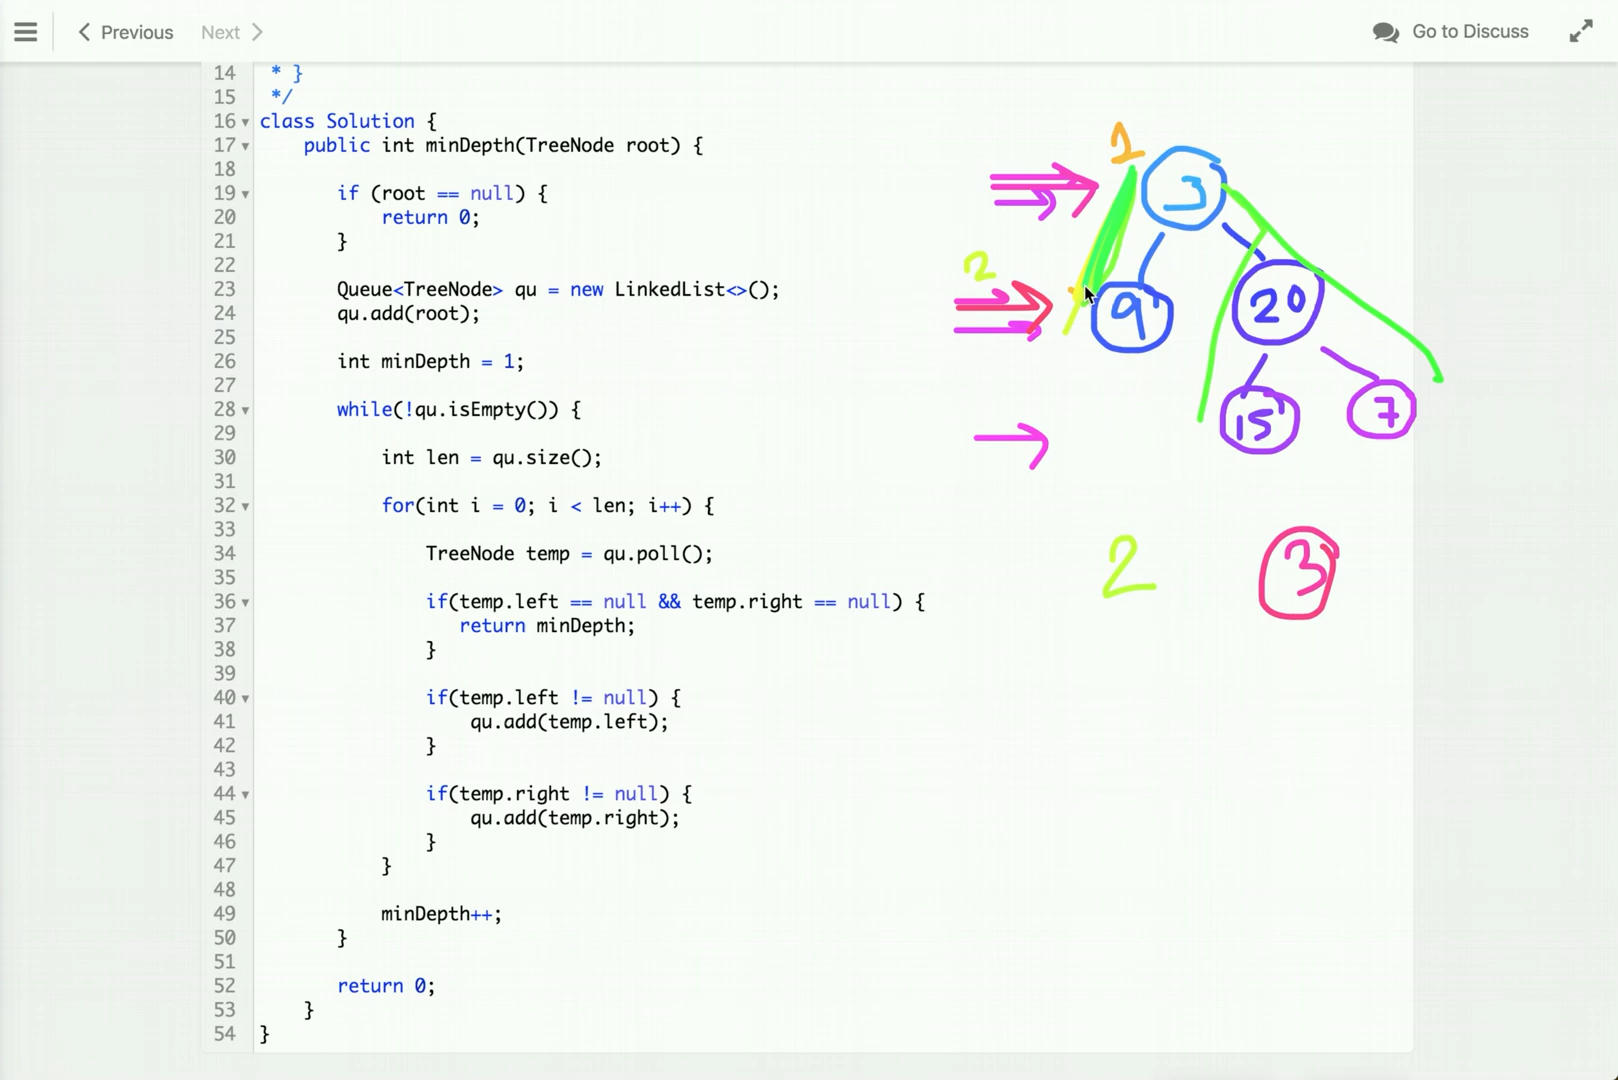 Previous
Next
Go to Discuss
14 * }
15 */
16 class Solution {
17 public int minDepth(TreeNode root) {
18
19 if (root == null) {
20 return 0;
21 }
22
23 Queue<TreeNode> qu = new LinkedList<>();
24 qu.add(root);
25
26 int minDepth = 1;
27
28 while(!qu.isEmpty()) {
29
30 int len = qu.size();
31
32 for(int i = 0; i < len; i++) {
33
34 TreeNode temp = qu.poll();
35
36 if(temp.left == null && temp.right == null) {
37 return minDepth;
38 }
39
40 if(temp.left != null) {
41 qu.add(temp.left);
42 }
43
44 if(temp.right != null) {
45 qu.add(temp.right);
46 }
47 }
48
49 minDepth++;
50 }
51
52 return 0;
53 }
54 }
1
3
2
9
20
15
7
2
3